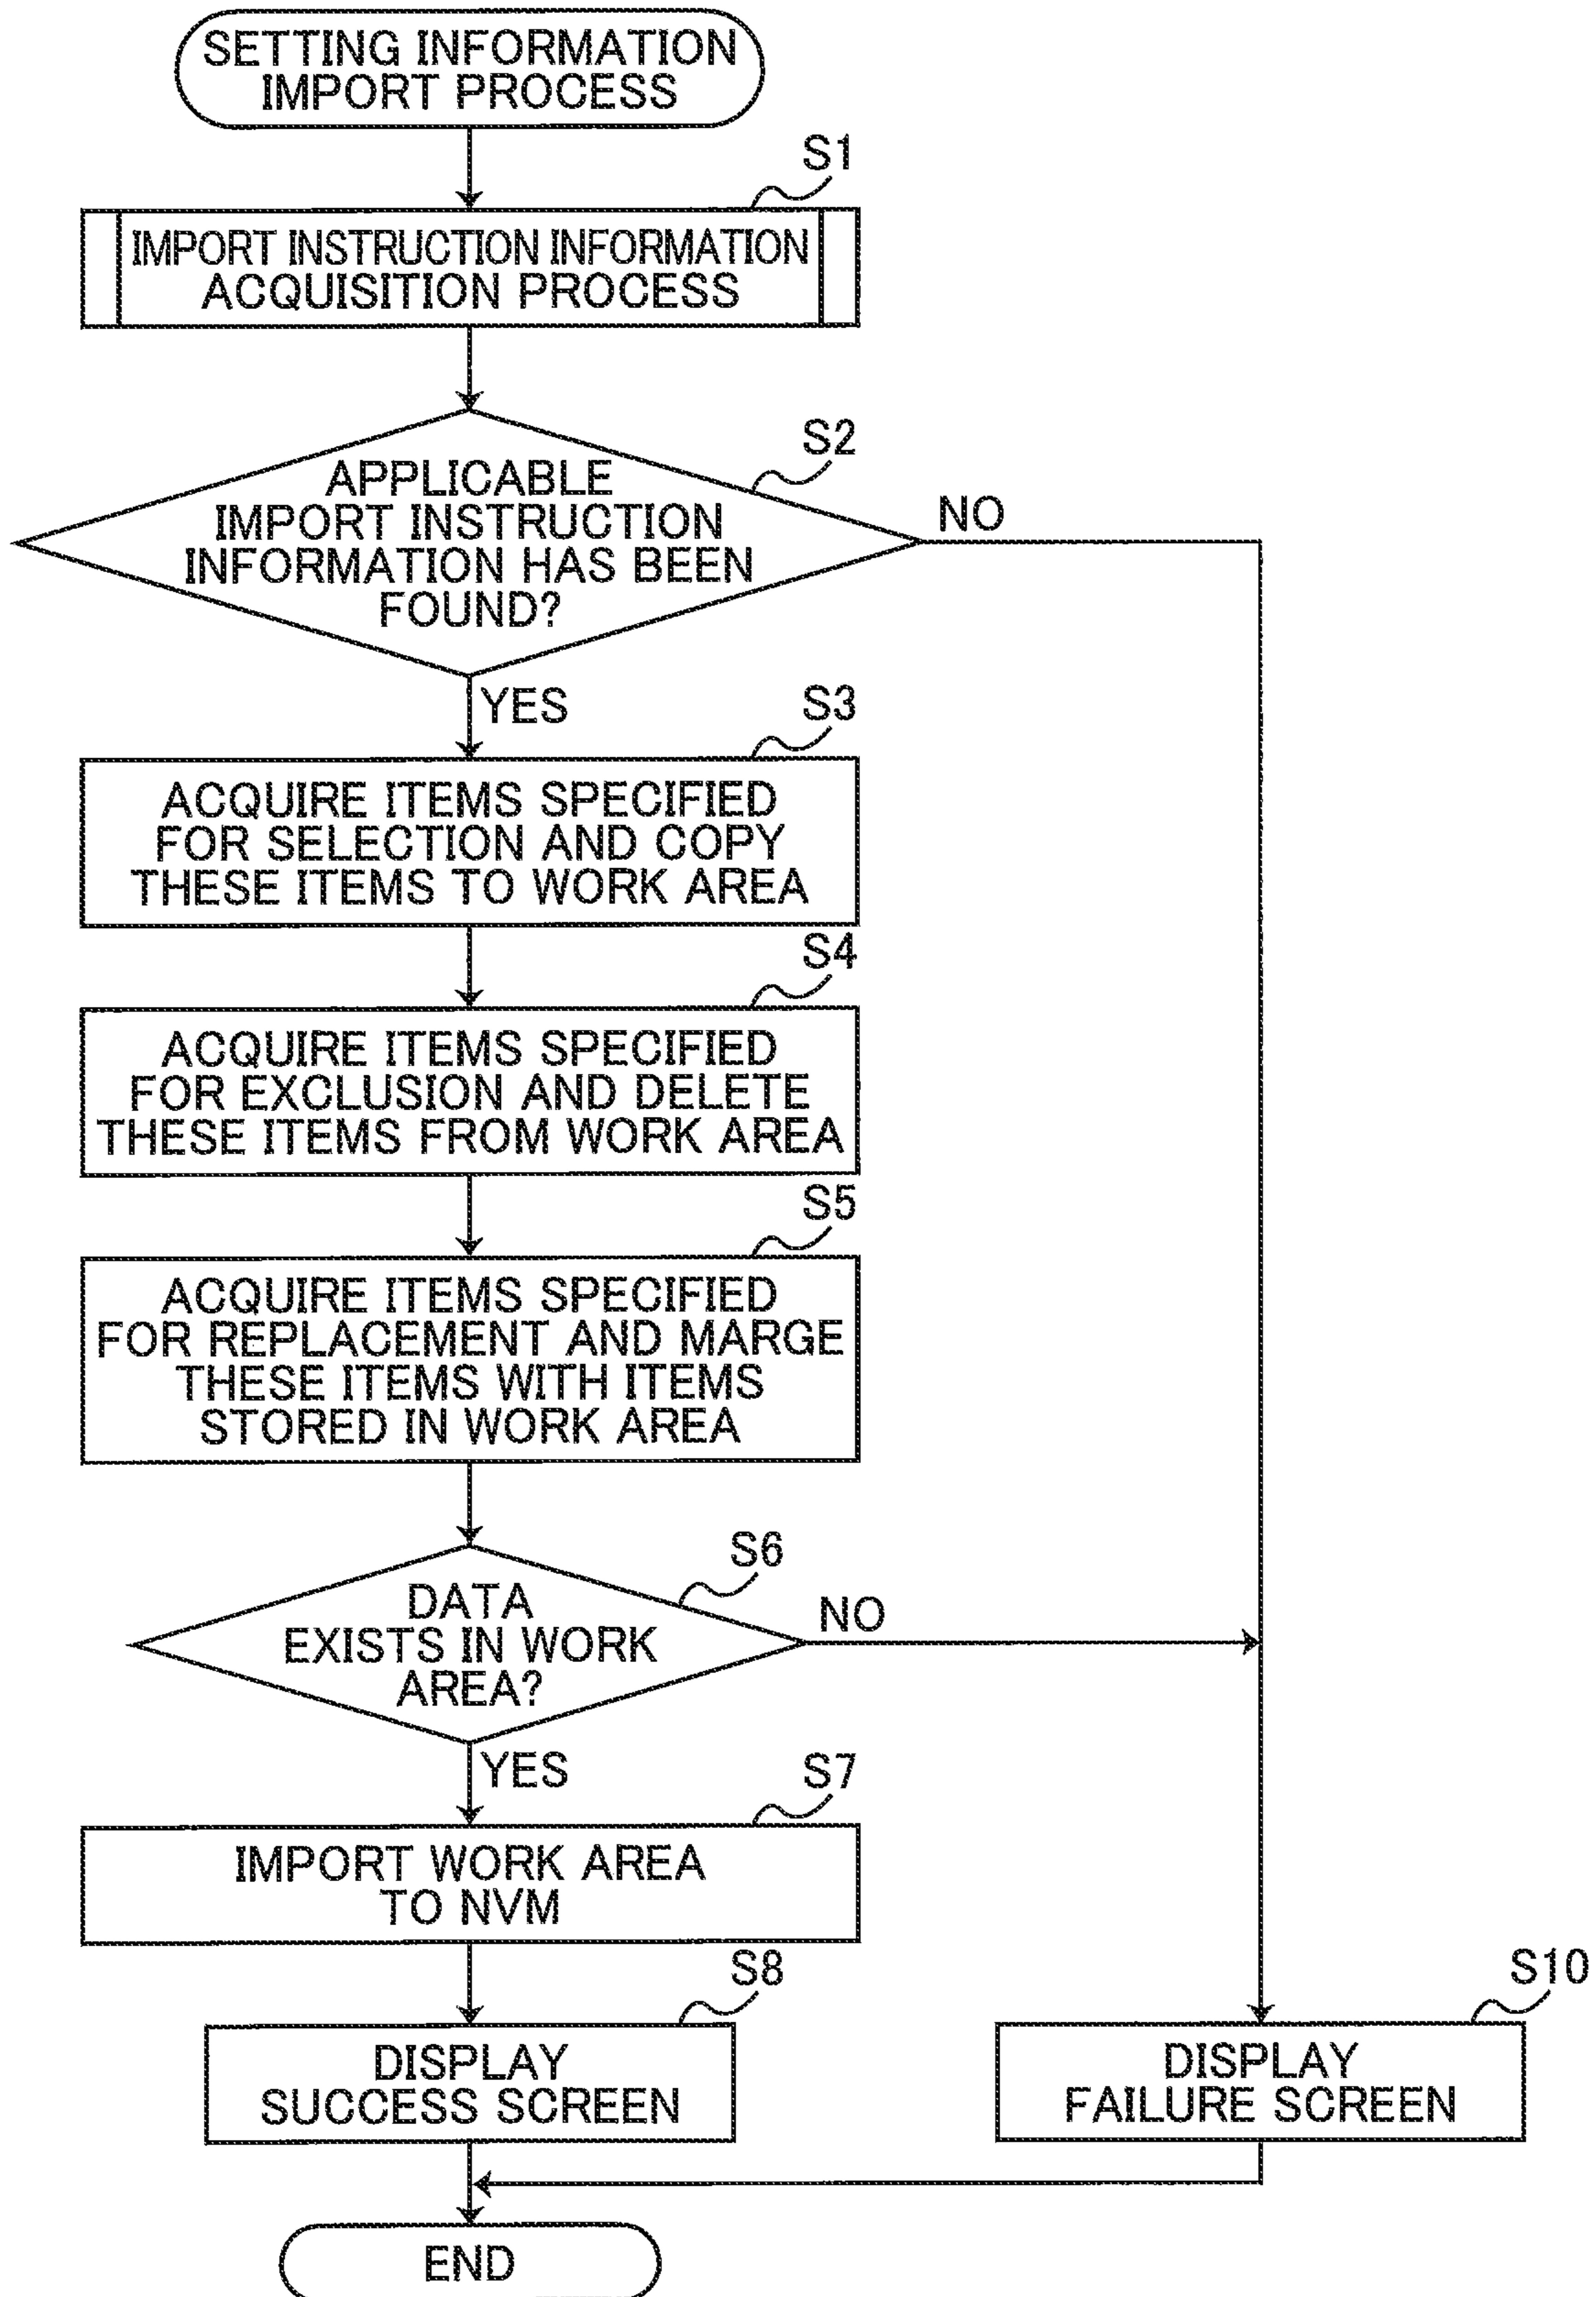 SETTING INFORMATION
IMPORT PROCESS
S1
IMPORT INSTRUCTION INFORMATION
ACQUISITION PROCESS
S2
APPLICABLE
IMPORT INSTRUCTION
INFORMATION HAS BEEN
FOUND?
NO
YES
S3
ACQUIRE ITEMS SPECIFIED
FOR SELECTION AND COPY
THESE ITEMS TO WORK AREA
S4
ACQUIRE ITEMS SPECIFIED
FOR EXCLUSION AND DELETE
THESE ITEMS FROM WORK AREA
S5
ACQUIRE ITEMS SPECIFIED
FOR REPLACEMENT AND MARGE
THESE ITEMS WITH ITEMS
STORED IN WORK AREA
S6
DATA
EXISTS IN WORK
AREA?
NO
YES
S7
IMPORT WORK AREA
TO NVM
S8
DISPLAY
SUCCESS SCREEN
S10
DISPLAY
FAILURE SCREEN
END